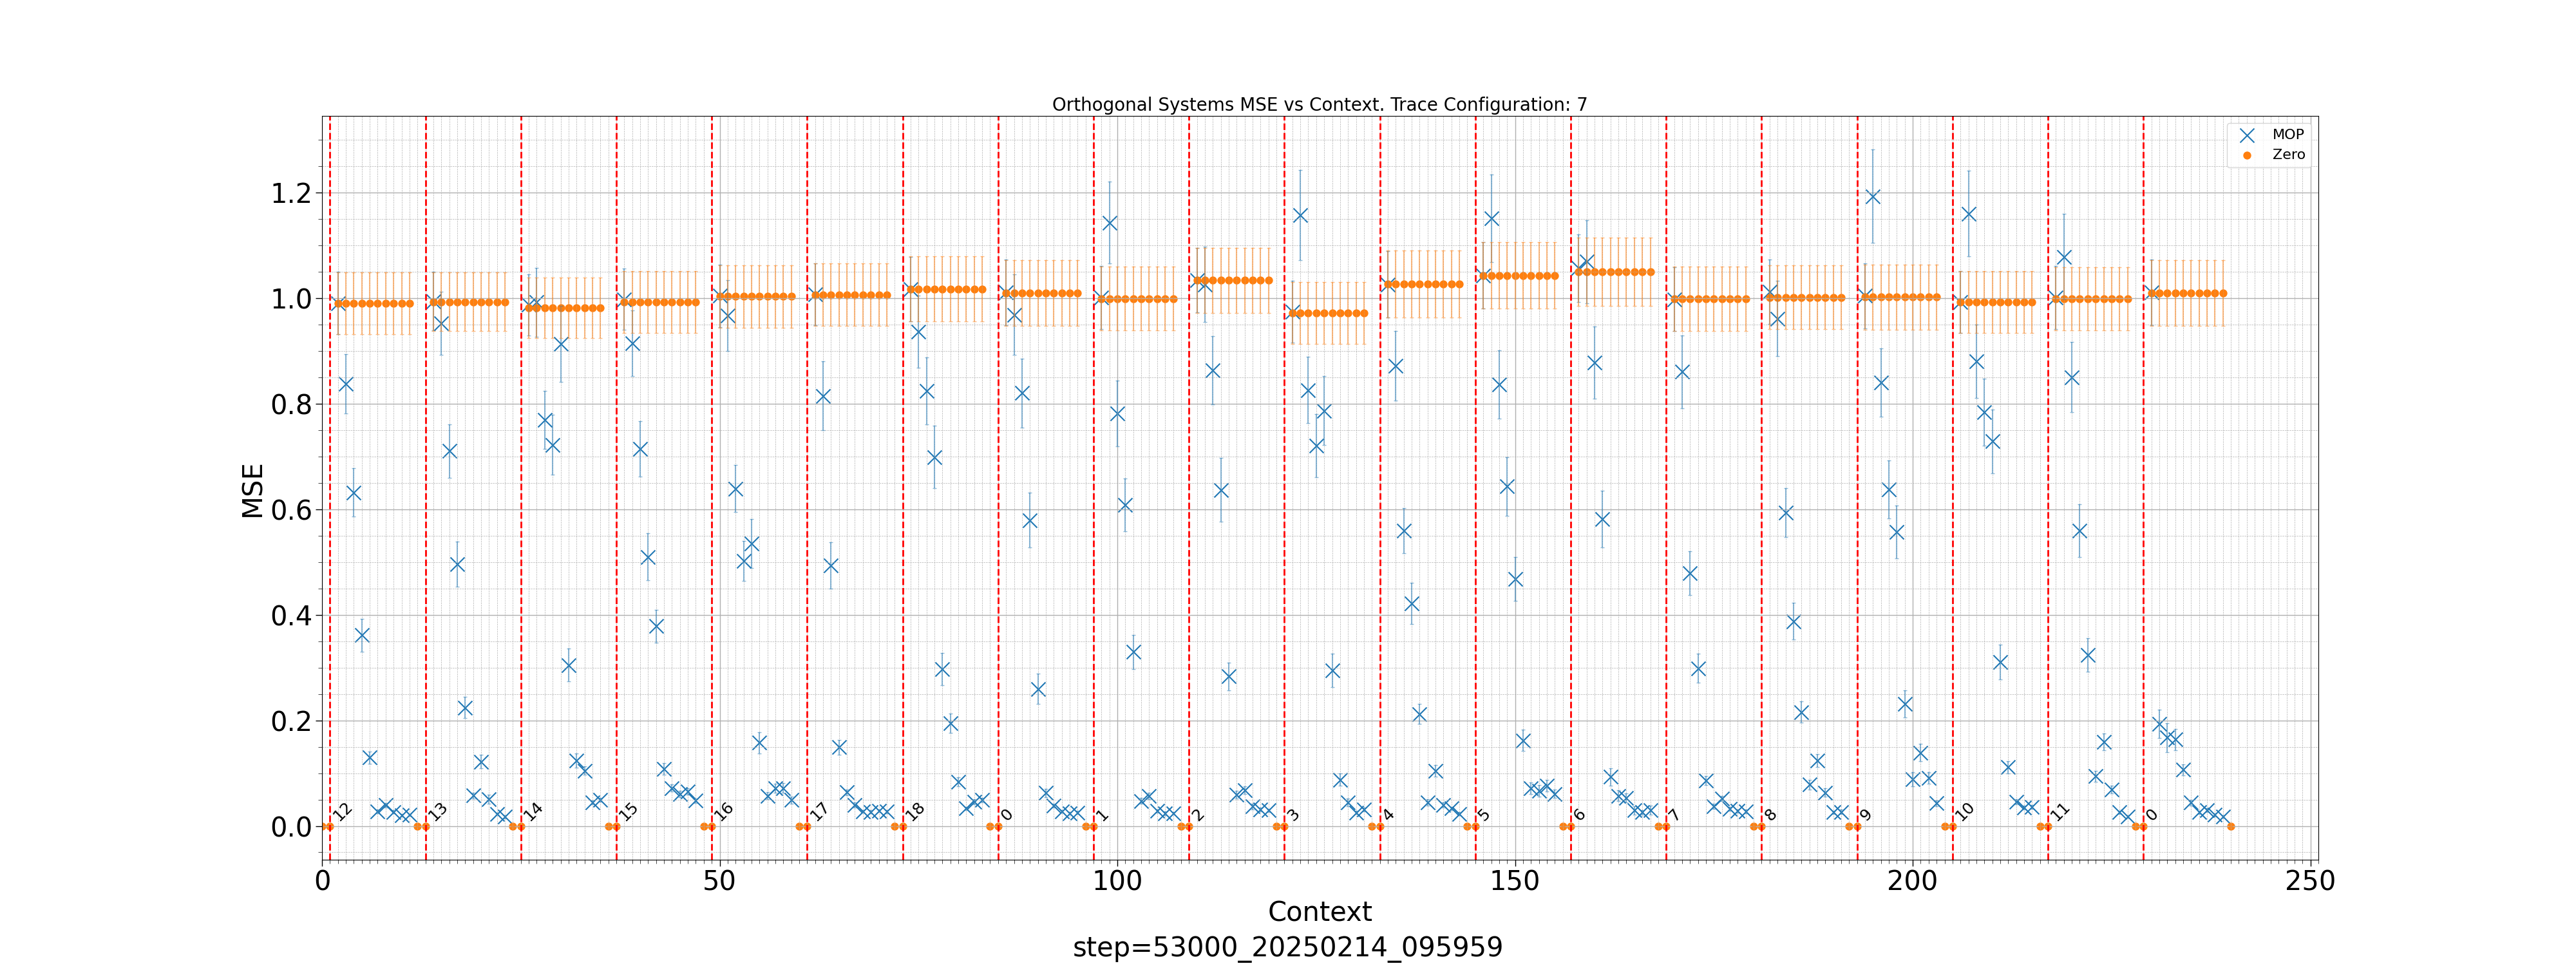 Orthogonal Systems MSE vs Context. Trace Configuration: 7
MOP
Zero
MSE
1.2
1.0
0.8
0.6
0.4
0.2
0.0
12 13 14 15 16 17 18 0 1 2 3 4 5 6 7 8 9 10 11 0
0 50 100 150 200 250
Context
step=53000_20250214_095959